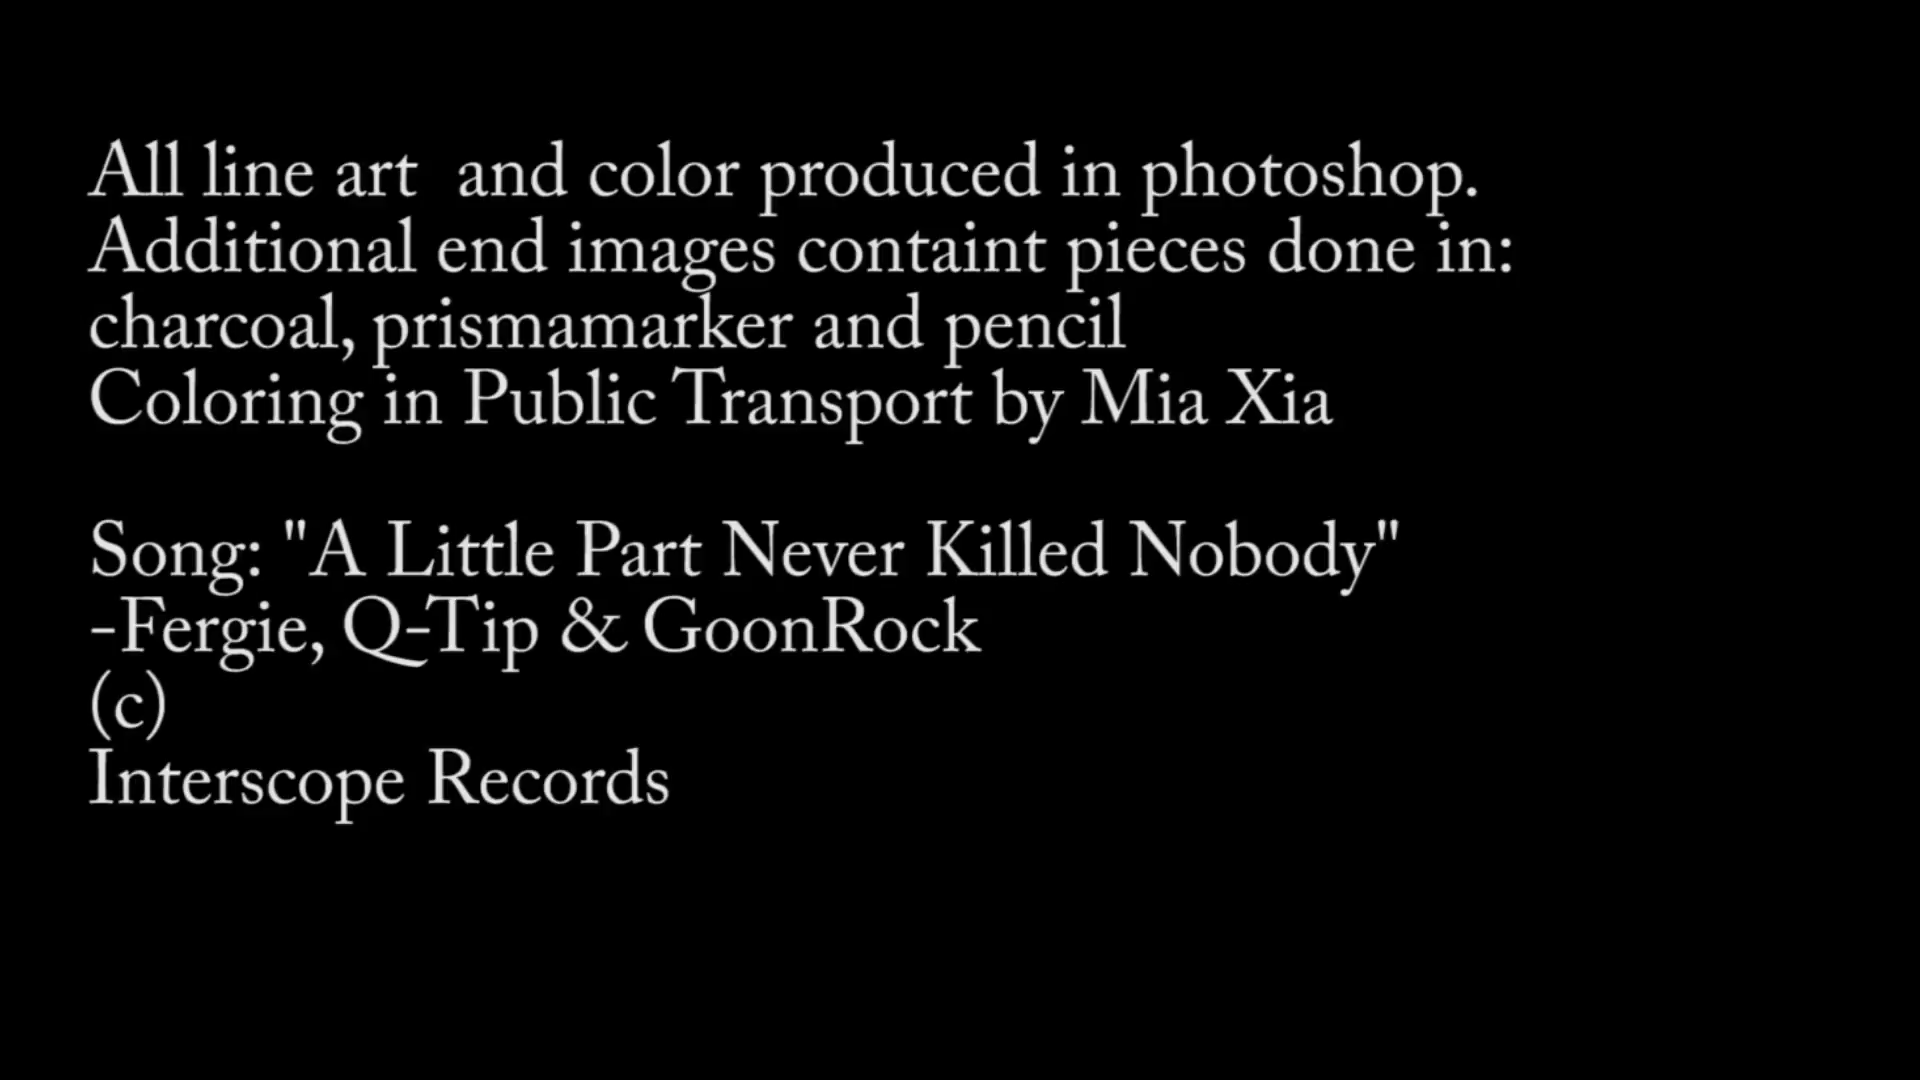 All line art  and color produced in photoshop.
Additional end images containt pieces done in:
charcoal, prismamarker and pencil
Coloring in Public Transport by Mia Xia
Song: "A Little Part Never Killed Nobody"
-Fergie, Q-Tip & GoonRock
(c)
Interscope Records